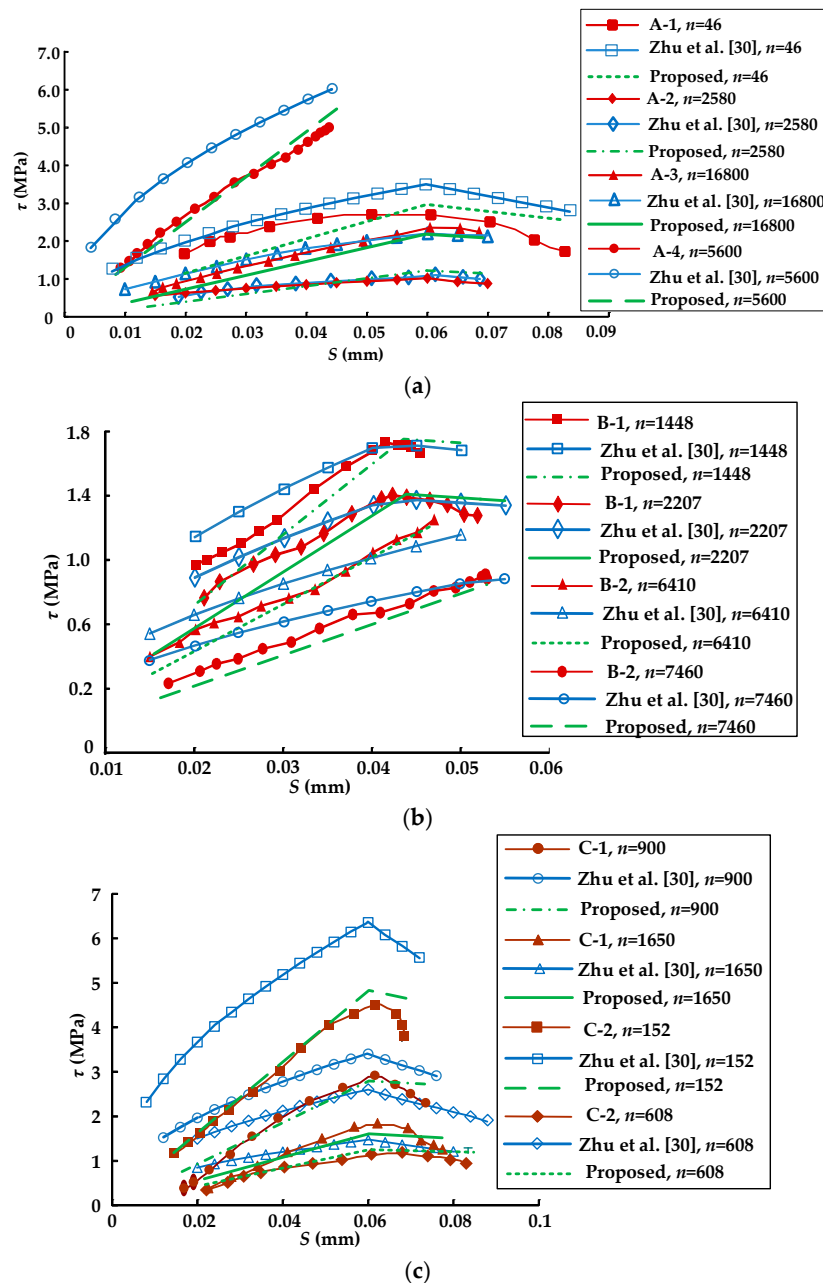 A-1, n=46
Zhu et al. [30], n=46
Proposed, n=46
A-2, n=2580
Zhu et al. [30], n=2580
Proposed, n=2580
A-3, n=16800
Zhu et al. [30], n=16800
Proposed, n=16800
A-4, n=5600
Zhu et al. [30], n=5600
Proposed, n=5600
7.0
6.0
5.0
4.0
3.0
2.0
1.0
0
τ (MPa)
0.01 0.02 0.03 0.04 0.05 0.06 0.07 0.08 0.09
S (mm)
(a)
B-1, n=1448
Zhu et al. [30], n=1448
Proposed, n=1448
B-1, n=2207
Zhu et al. [30], n=2207
Proposed, n=2207
B-2, n=6410
Zhu et al. [30], n=6410
Proposed, n=6410
B-2, n=7460
Zhu et al. [30], n=7460
Proposed, n=7460
1.8
1.4
1.0
0.6
0.2
0
τ (MPa)
0.01 0.02 0.03 0.04 0.05 0.06
S (mm)
(b)
C-1, n=900
Zhu et al. [30], n=900
Proposed, n=900
C-1, n=1650
Zhu et al. [30], n=1650
Proposed, n=1650
C-2, n=152
Zhu et al. [30], n=152
Proposed, n=152
C-2, n=608
Zhu et al. [30], n=608
Proposed, n=608
7
6
5
4
3
2
1
0
τ (MPa)
0 0.02 0.04 0.06 0.08 0.1
S (mm)
(c)